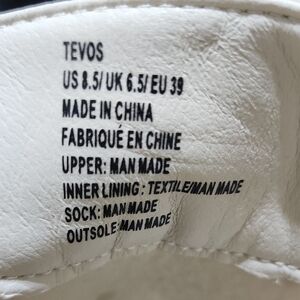 TEVOS
US 8.5/ UK 6.5/ EU 39
MADE IN CHINA
FABRIQUÉ EN CHINE
UPPER: MAN MADE
INNER LINING : TEXTILE/MAN MADE
SOCK: MAN MADE
OUTSOLE: MAN MADE